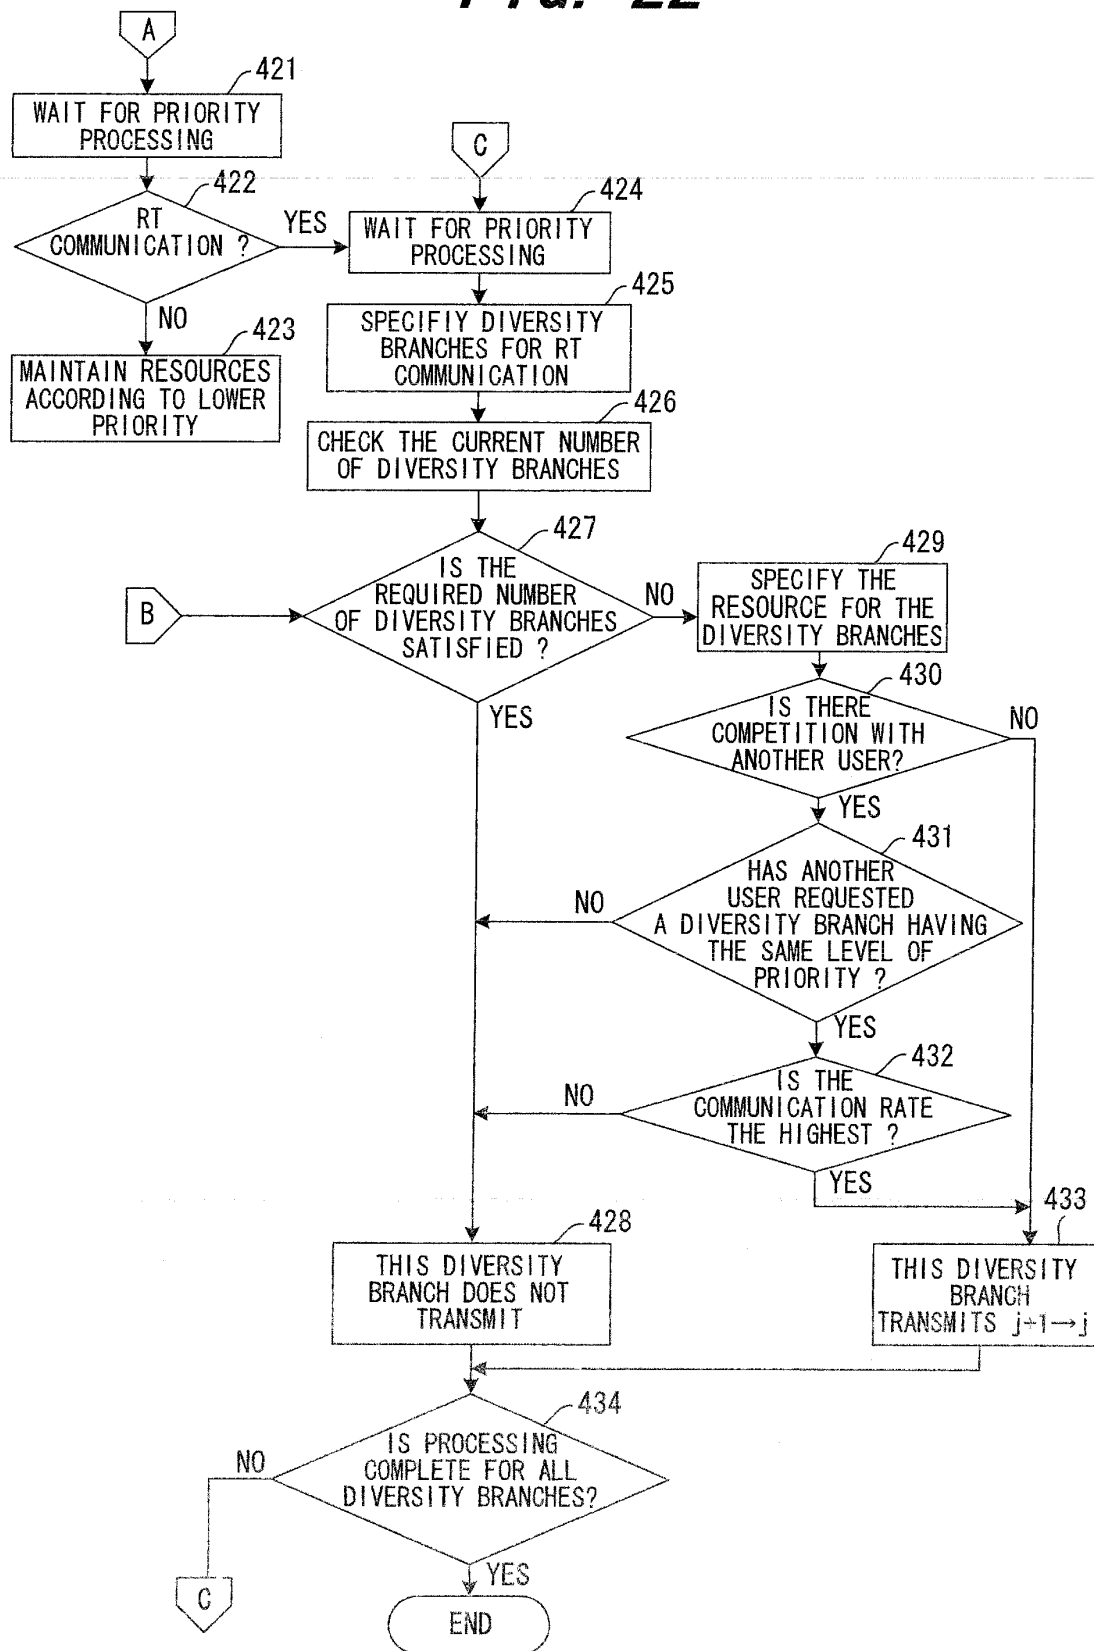 FIG. 22
A
421
WAIT FOR PRIORITY
PROCESSING
422
RT
COMMUNICATION ?
YES
NO
423
MAINTAIN RESOURCES
ACCORDING TO LOWER
PRIORITY
C
424
WAIT FOR PRIORITY
PROCESSING
425
SPECIFIY DIVERSITY
BRANCHES FOR RT
COMMUNICATION
426
CHECK THE CURRENT NUMBER
OF DIVERSITY BRANCHES
427
B
IS THE
REQUIRED NUMBER
OF DIVERSITY BRANCHES
SATISFIED ?
NO
YES
429
SPECIFY THE
RESOURCE FOR THE
DIVERSITY BRANCHES
430
IS THERE
COMPETITION WITH
ANOTHER USER?
NO
YES
431
HAS ANOTHER
USER REQUESTED
A DIVERSITY BRANCH HAVING
THE SAME LEVEL OF
PRIORITY ?
NO
YES
432
IS THE
COMMUNICATION RATE
THE HIGHEST ?
NO
YES
428
THIS DIVERSITY
BRANCH DOES NOT
TRANSMIT
433
THIS DIVERSITY
BRANCH
TRANSMITS j+1→j
434
IS PROCESSING
COMPLETE FOR ALL
DIVERSITY BRANCHES?
NO
C
YES
END